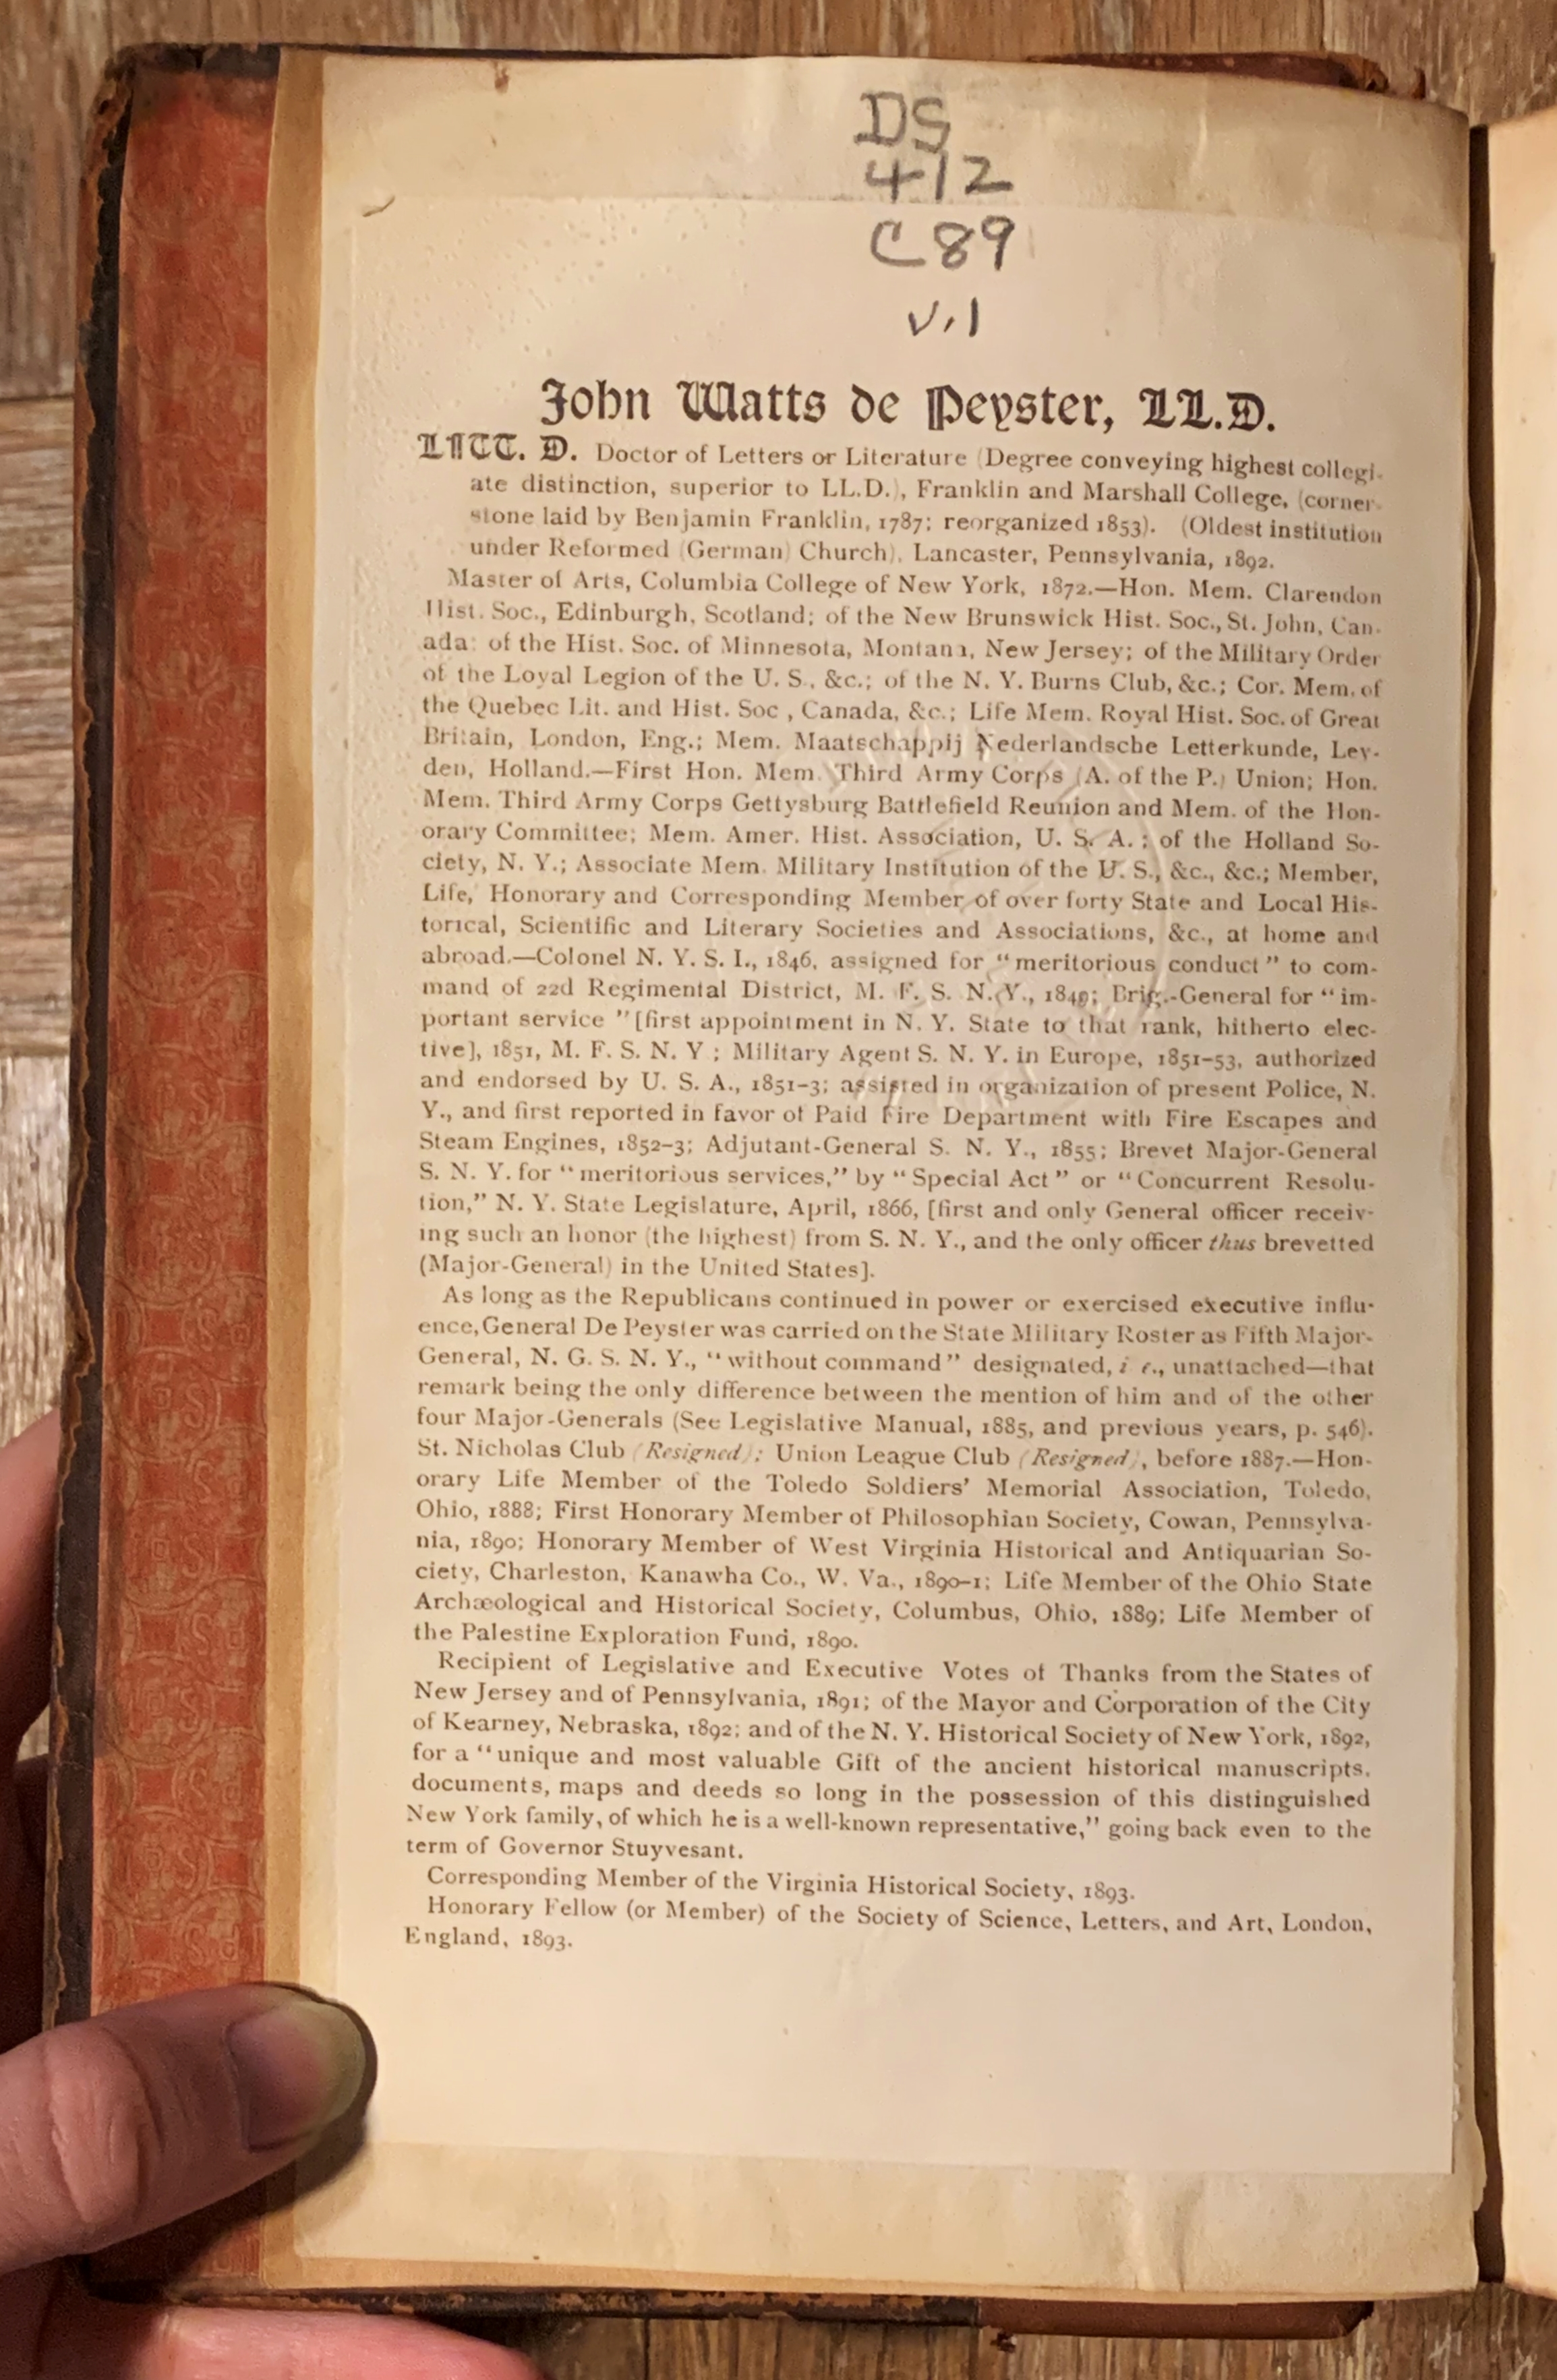 DS
412
C89
v.1
John Watts de Peyster, LL.D.
LITT. D. Doctor of Letters or Literature (Degree conveying highest collegi-
ate distinction, superior to LL.D.), Franklin and Marshall College, (corner-
stone laid by Benjamin Franklin, 1787; reorganized 1853). (Oldest institution
under Reformed (German) Church), Lancaster, Pennsylvania, 1892.
Master of Arts, Columbia College of New York, 1872.—Hon. Mem. Clarendon
Hist. Soc., Edinburgh, Scotland; of the New Brunswick Hist. Soc., St. John, Can-
ada; of the Hist. Soc. of Minnesota, Montana, New Jersey; of the Military Order
of the Loyal Legion of the U. S., &c.; of the N. Y. Burns Club, &c.; Cor. Mem. of
the Quebec Lit. and Hist. Soc., Canada, &c.; Life Mem. Royal Hist. Soc. of Great
Britain, London, Eng.; Mem. Maatschappij Nederlandsche Letterkunde, Ley-
den, Holland.—First Hon. Mem. Third Army Corps (A. of the P.) Union; Hon.
Mem. Third Army Corps Gettysburg Battlefield Reunion and Mem. of the Hon-
orary Committee; Mem. Amer. Hist. Association, U. S. A.; of the Holland So-
ciety, N. Y.; Associate Mem. Military Institution of the U. S., &c., &c.; Member,
Life, Honorary and Corresponding Member of over forty State and Local His-
torical, Scientific and Literary Societies and Associations, &c., at home and
abroad.—Colonel N. Y. S. I., 1846, assigned for "meritorious conduct" to com-
mand of 22d Regimental District, M. F. S. N. Y., 1849; Brig.-General for "im-
portant service" [first appointment in N. Y. State to that rank, hitherto elec-
tive], 1851, M. F. S. N. Y; Military Agent S. N. Y. in Europe, 1851-53, authorized
and endorsed by U. S. A., 1851-3; assisted in organization of present Police, N.
Y., and first reported in favor of Paid Fire Department with Fire Escapes and
Steam Engines, 1852-3; Adjutant-General S. N. Y., 1855; Brevet Major-General
S. N. Y. for "meritorious services," by "Special Act" or "Concurrent Resolu-
tion," N. Y. State Legislature, April, 1866, [first and only General officer receiv-
ing such an honor (the highest) from S. N. Y., and the only officer thus brevetted
(Major-General) in the United States].
As long as the Republicans continued in power or exercised executive influ-
ence, General De Peyster was carried on the State Military Roster as Fifth Major-
General, N. G. S. N. Y., "without command" designated, i e., unattached—that
remark being the only difference between the mention of him and of the other
four Major-Generals (See Legislative Manual, 1885, and previous years, p. 546).
St. Nicholas Club (Resigned); Union League Club (Resigned), before 1887.—Hon-
orary Life Member of the Toledo Soldiers' Memorial Association, Toledo,
Ohio, 1888; First Honorary Member of Philosophian Society, Cowan, Pennsylva-
nia, 1890; Honorary Member of West Virginia Historical and Antiquarian So-
ciety, Charleston, Kanawha Co., W. Va., 1890-1; Life Member of the Ohio State
Archæological and Historical Society, Columbus, Ohio, 1889; Life Member of
the Palestine Exploration Fund, 1890.
Recipient of Legislative and Executive Votes of Thanks from the States of
New Jersey and of Pennsylvania, 1891; of the Mayor and Corporation of the City
of Kearney, Nebraska, 1892; and of the N. Y. Historical Society of New York, 1892,
for a "unique and most valuable Gift of the ancient historical manuscripts,
documents, maps and deeds so long in the possession of this distinguished
New York family, of which he is a well-known representative," going back even to the
term of Governor Stuyvesant.
Corresponding Member of the Virginia Historical Society, 1893.
Honorary Fellow (or Member) of the Society of Science, Letters, and Art, London,
England, 1893.